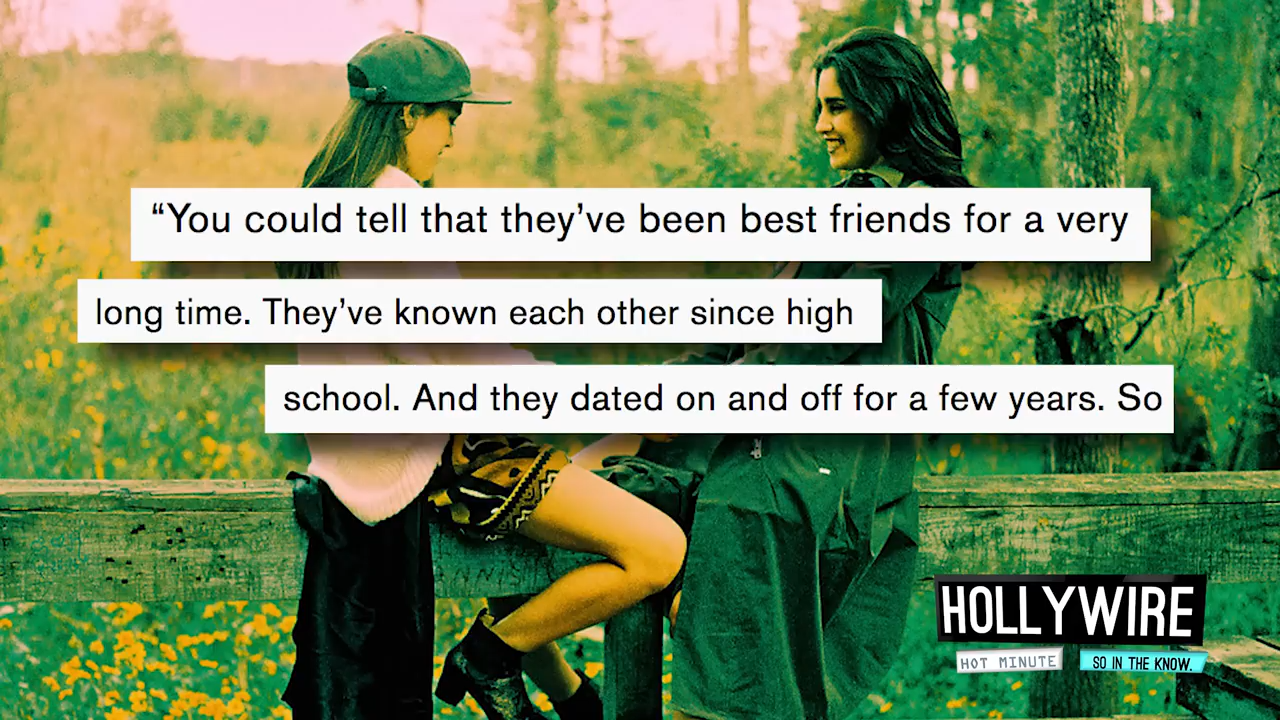 “You could tell that they’ve been best friends for a very
long time. They’ve known each other since high
school. And they dated on and off for a few years. So
HOLLYWIRE
HOT MINUTE
SO IN THE KNOW.